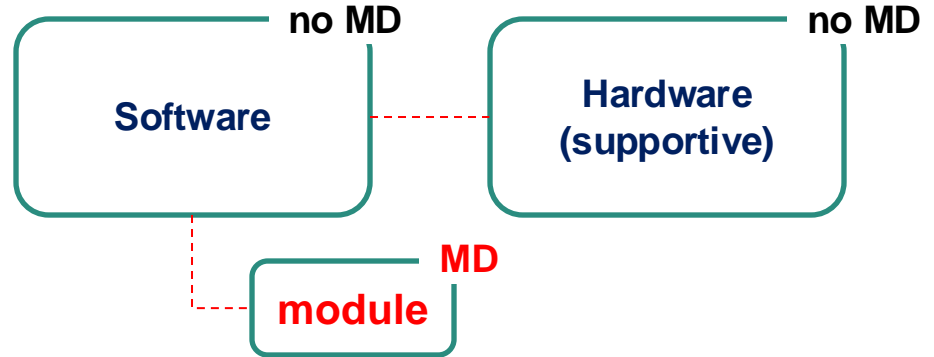 no MD
no MD
Software
Hardware
(supportive)
MD
module